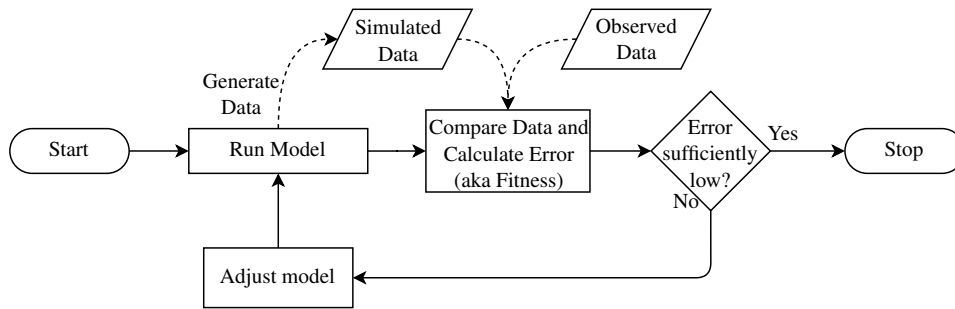 Simulated
Data
Observed
Data
Generate
Data
Start
Run Model
Compare Data and
Calculate Error
(aka Fitness)
Error
sufficiently
low?
Yes
Stop
No
Adjust model